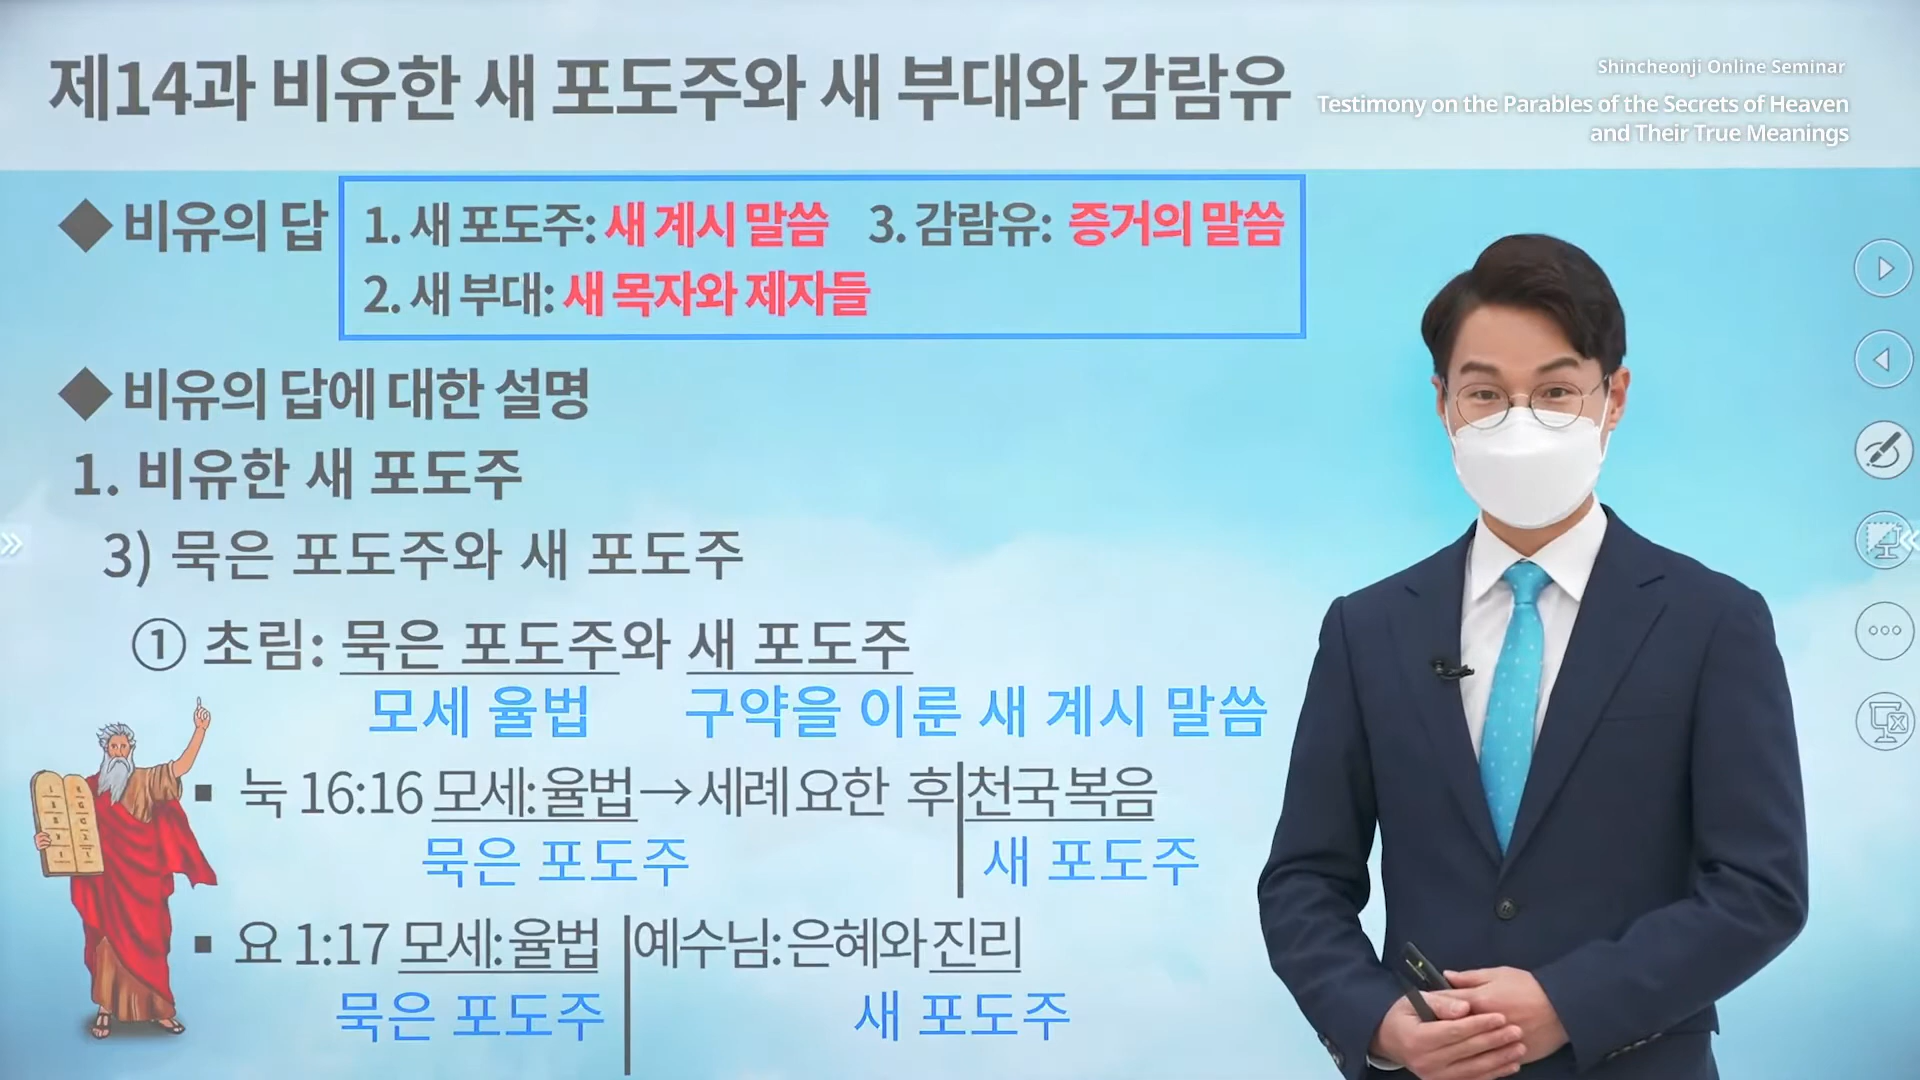 제14과 비유한 새 포도주와 새 부대와 감람유
Shincheonji Online Seminar
Testimony on the Parables of the Secrets of Heaven
and Their True Meanings
◆비유의 답
1. 새 포도주: 새 계시 말씀 3. 감람유: 증거의 말씀
2. 새 부대: 새 목자와 제자들
◆비유의 답에 대한 설명
1. 비유한 새 포도주
3) 묵은 포도주와 새 포도주
① 초림: 묵은 포도주와 새 포도주
모세 율법 구약을 이룬 새 계시 말씀
▪ 눅 16:16 모세: 율법→세례 요한 후 천국 복음
묵은 포도주 새 포도주
▪ 요 1:17 모세: 율법 예수님: 은혜와 진리
묵은 포도주 새 포도주